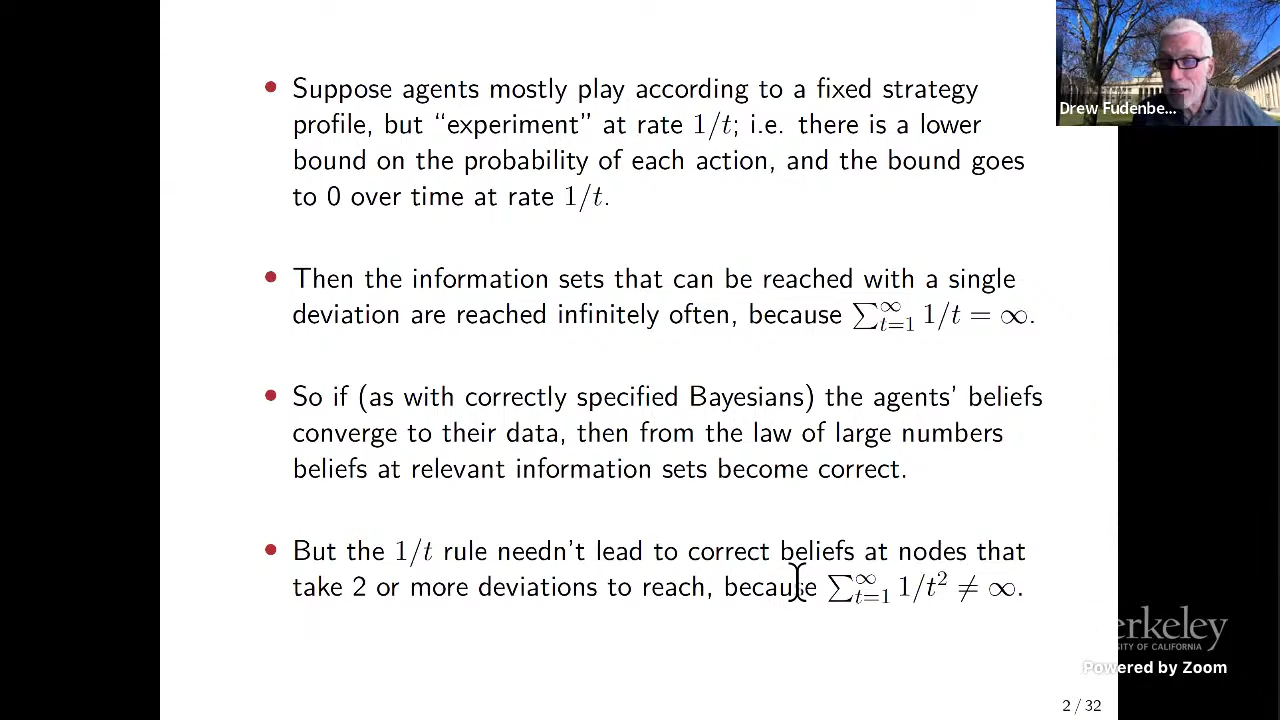 • Suppose agents mostly play according to a fixed strategy
profile, but “experiment” at rate 1/t; i.e. there is a lower
bound on the probability of each action, and the bound goes
to 0 over time at rate 1/t.
• Then the information sets that can be reached with a single
deviation are reached infinitely often, because ∑_{t=1}^{∞} 1/t = ∞.
• So if (as with correctly specified Bayesians) the agents’ beliefs
converge to their data, then from the law of large numbers
beliefs at relevant information sets become correct.
• But the 1/t rule needn’t lead to correct beliefs at nodes that
take 2 or more deviations to reach, because ∑_{t=1}^{∞} 1/t² ≠ ∞.
Drew Fudenbe...
erkeley
SITY OF CALIFORNIA
Powered by Zoom
2 / 32